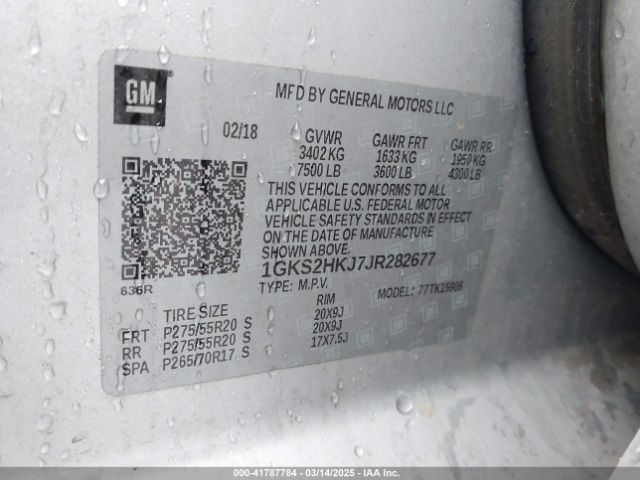 GM
MFD BY GENERAL MOTORS LLC
02/18 GVWR GAWR FRT GAWR RR
3402 KG 1633 KG 1950 KG
7500 LB 3600 LB 4300 LB
THIS VEHICLE CONFORMS TO ALL
APPLICABLE U.S. FEDERAL MOTOR
VEHICLE SAFETY STANDARDS IN EFFECT
ON THE DATE OF MANUFACTURE
SHOWN ABOVE.
1GKS2HKJ7JR282677
TYPE: M.P.V. MODEL: 77TK15906
636R
TIRE SIZE RIM
FRT P275/55R20 S 20X9J
RR P275/55R20 S 20X9J
SPA P265/70R17 S 17X7.5J
000-41787784 — 03/14/2025 — IAA Inc.